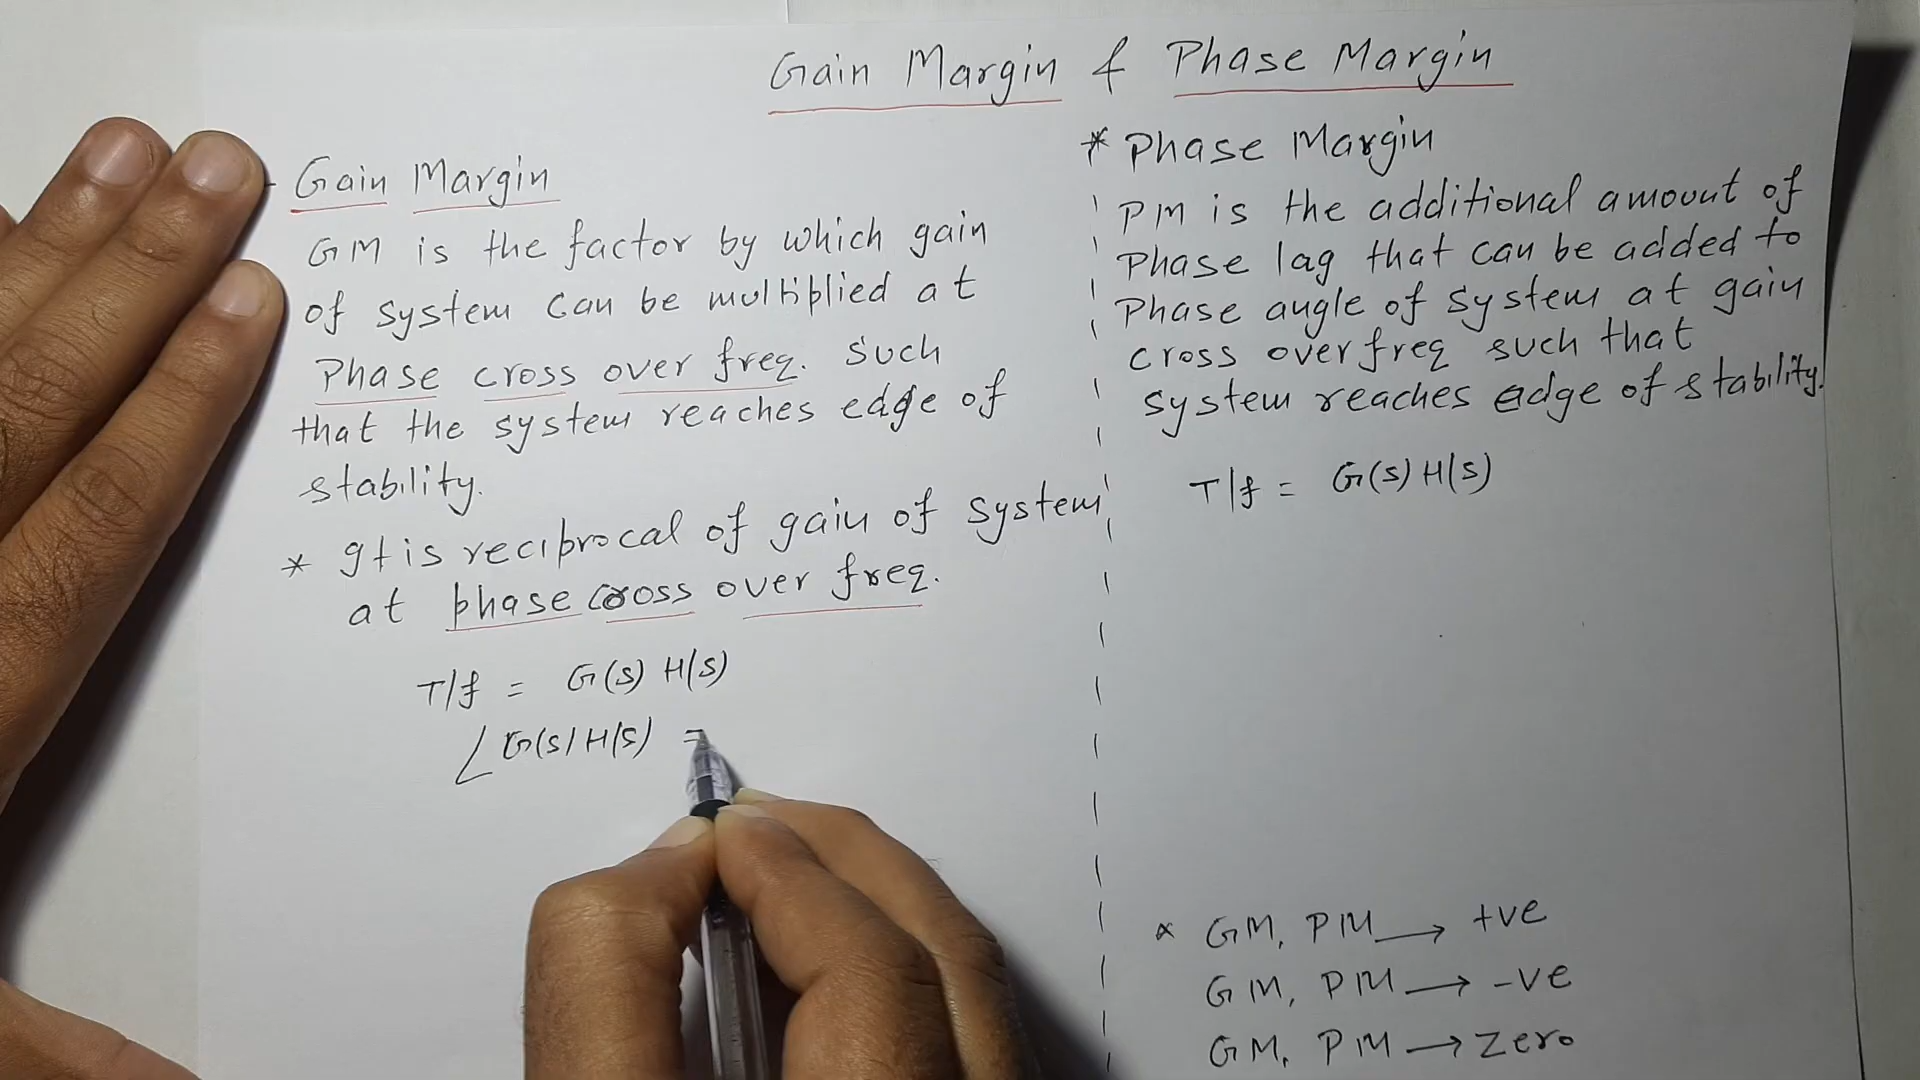 Gain Margin & Phase Margin
- Gain Margin
GM is the factor by which gain
of system can be multiplied at
Phase cross over freq. such
that the system reaches edge of
stability.
* It is reciprocal of gain of system
at phase cross over freq.
T/f = G(s) H(s)
∠G(s) H(s) =
* Phase Margin
PM is the additional amount of
Phase lag that can be added to
Phase angle of system at gain
cross over freq such that
system reaches edge of stability.
T/f = G(s) H(s)
* GM, PM → +ve
GM, PM → -ve
GM, PM → Zero